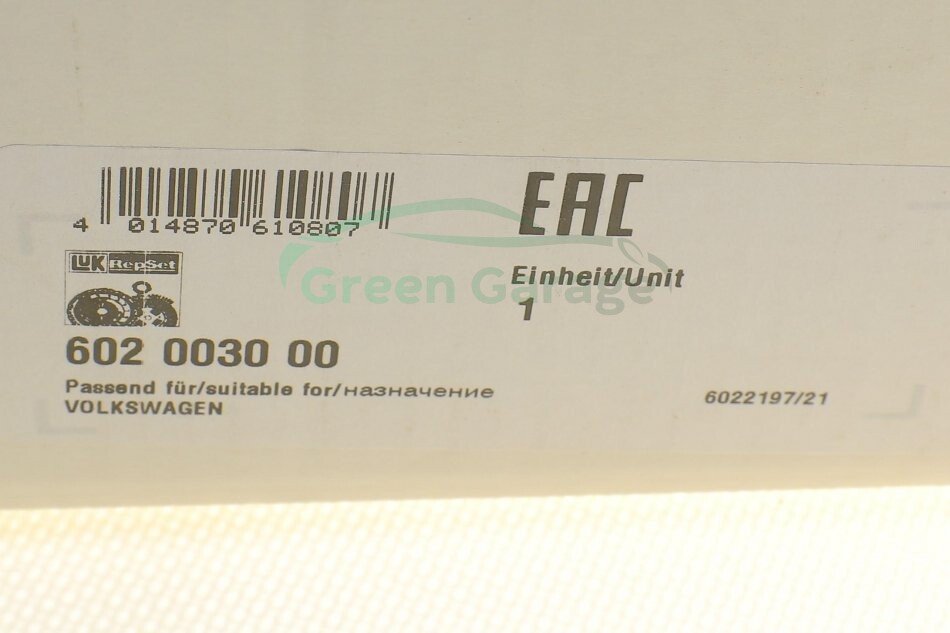 4 014870 610807
EAC
LUK RepSet
Einheit/Unit
1
Green Garage
602 0030 00
Passend für/suitable for/назначение
VOLKSWAGEN
6022197/21